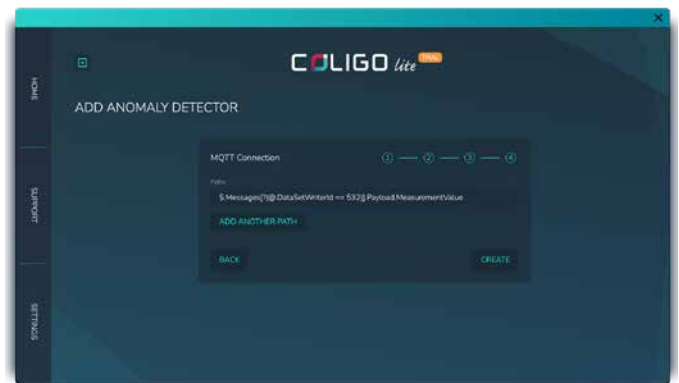 COLIGO lite TRIAL
HOME
ADD ANOMALY DETECTOR
MQTT Connection 1 2 3 4
Path
$.Messages[?(@.DataSetWriterId == 532)].Payload.MeasurementValue
ADD ANOTHER PATH
SUPPORT
BACK CREATE
SETTINGS